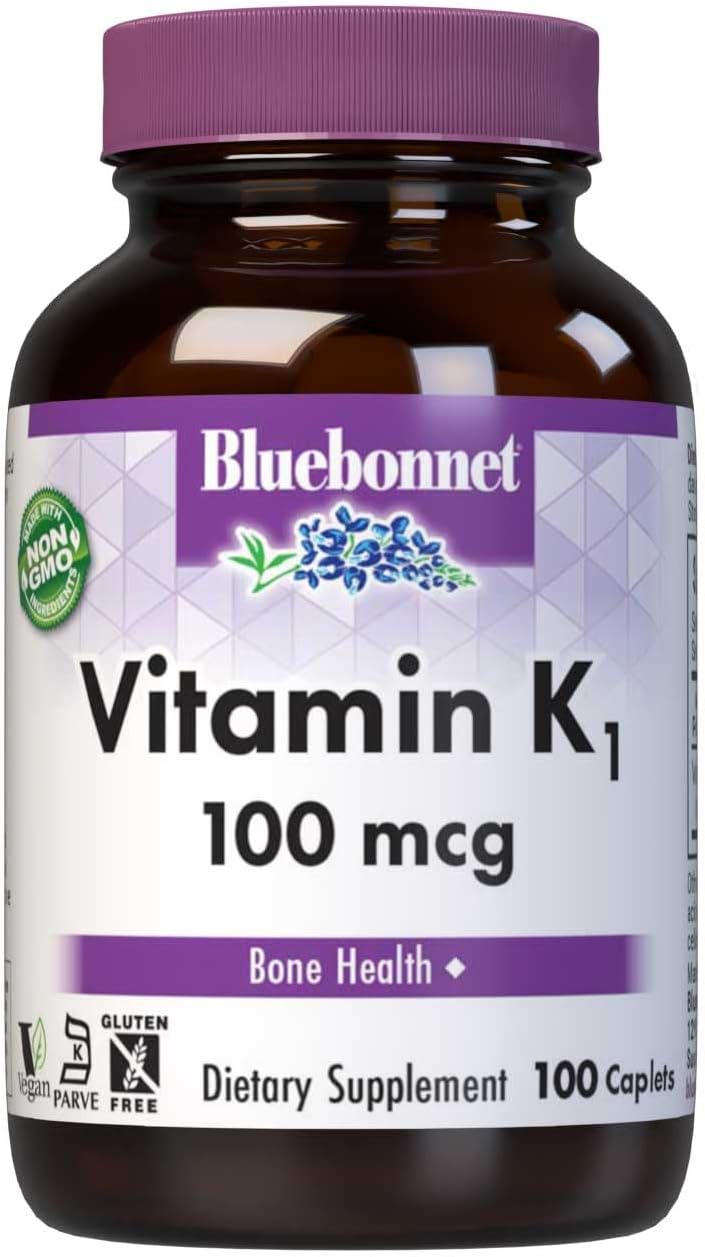 Bluebonnet
MADE WITH
NON
GMO
INGREDIENTS
Vitamin K1
100 mcg
Bone Health ◆
Vegan
K
PARVE
GLUTEN
FREE
Dietary Supplement 100 Caplets